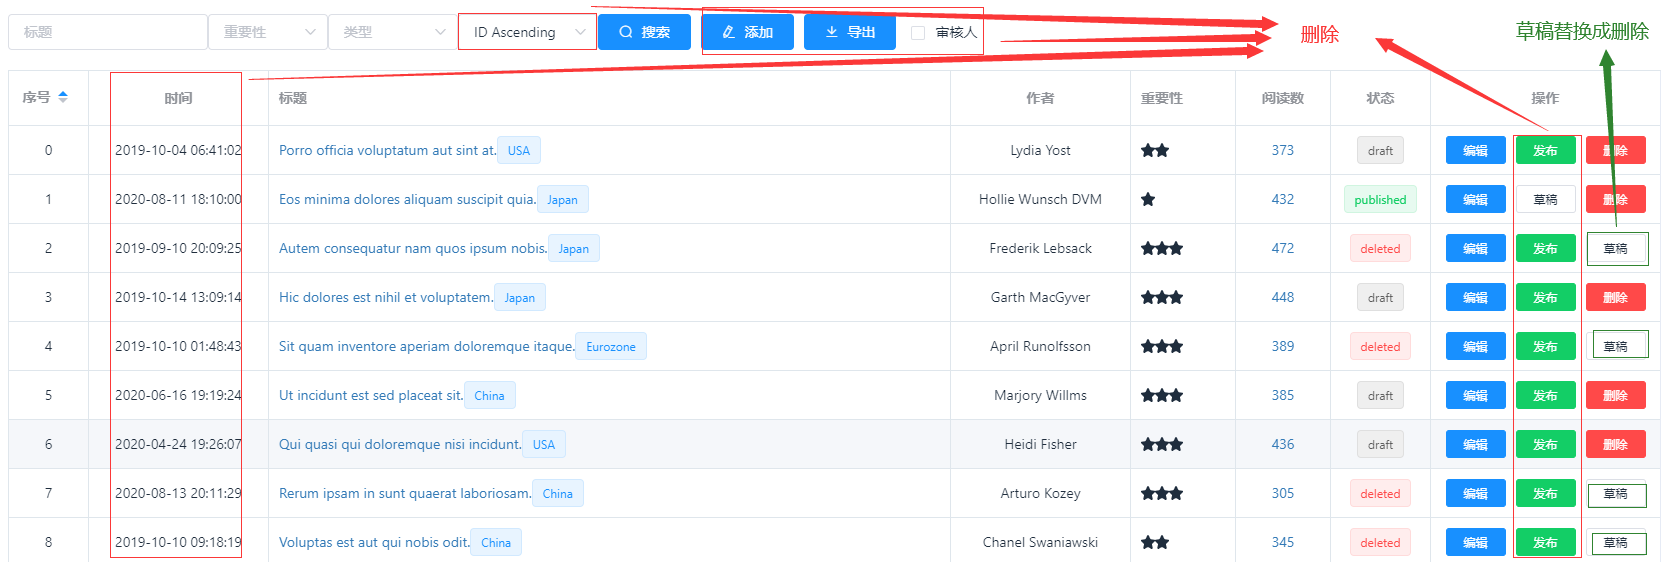 标题 重要性 类型 ID Ascending 搜索 添加 导出 审核人 删除 草稿替换成删除
序号 时间 标题 作者 重要性 阅读数 状态 操作
0 2019-10-04 06:41:02 Porro officia voluptatum aut sint at. USA Lydia Yost 373 draft 编辑 发布 删除
1 2020-08-11 18:10:00 Eos minima dolores aliquam suscipit quia. Japan Hollie Wunsch DVM 432 published 编辑 草稿 删除
2 2019-09-10 20:09:25 Autem consequatur nam quos ipsum nobis. Japan Frederik Lebsack 472 deleted 编辑 发布 草稿
3 2019-10-14 13:09:14 Hic dolores est nihil et voluptatem. Japan Garth MacGyver 448 draft 编辑 发布 删除
4 2019-10-10 01:48:43 Sit quam inventore aperiam doloremque itaque. Eurozone April Runolfsson 389 deleted 编辑 发布 草稿
5 2020-06-16 19:19:24 Ut incidunt est sed placeat sit. China Marjory Willms 385 draft 编辑 发布 删除
6 2020-04-24 19:26:07 Qui quasi qui doloremque nisi incidunt. USA Heidi Fisher 436 draft 编辑 发布 删除
7 2020-08-13 20:11:29 Rerum ipsam in sunt quaerat laboriosam. China Arturo Kozey 305 deleted 编辑 发布 草稿
8 2019-10-10 09:18:19 Voluptas est aut qui nobis odit. China Chanel Swaniawski 345 deleted 编辑 发布 草稿